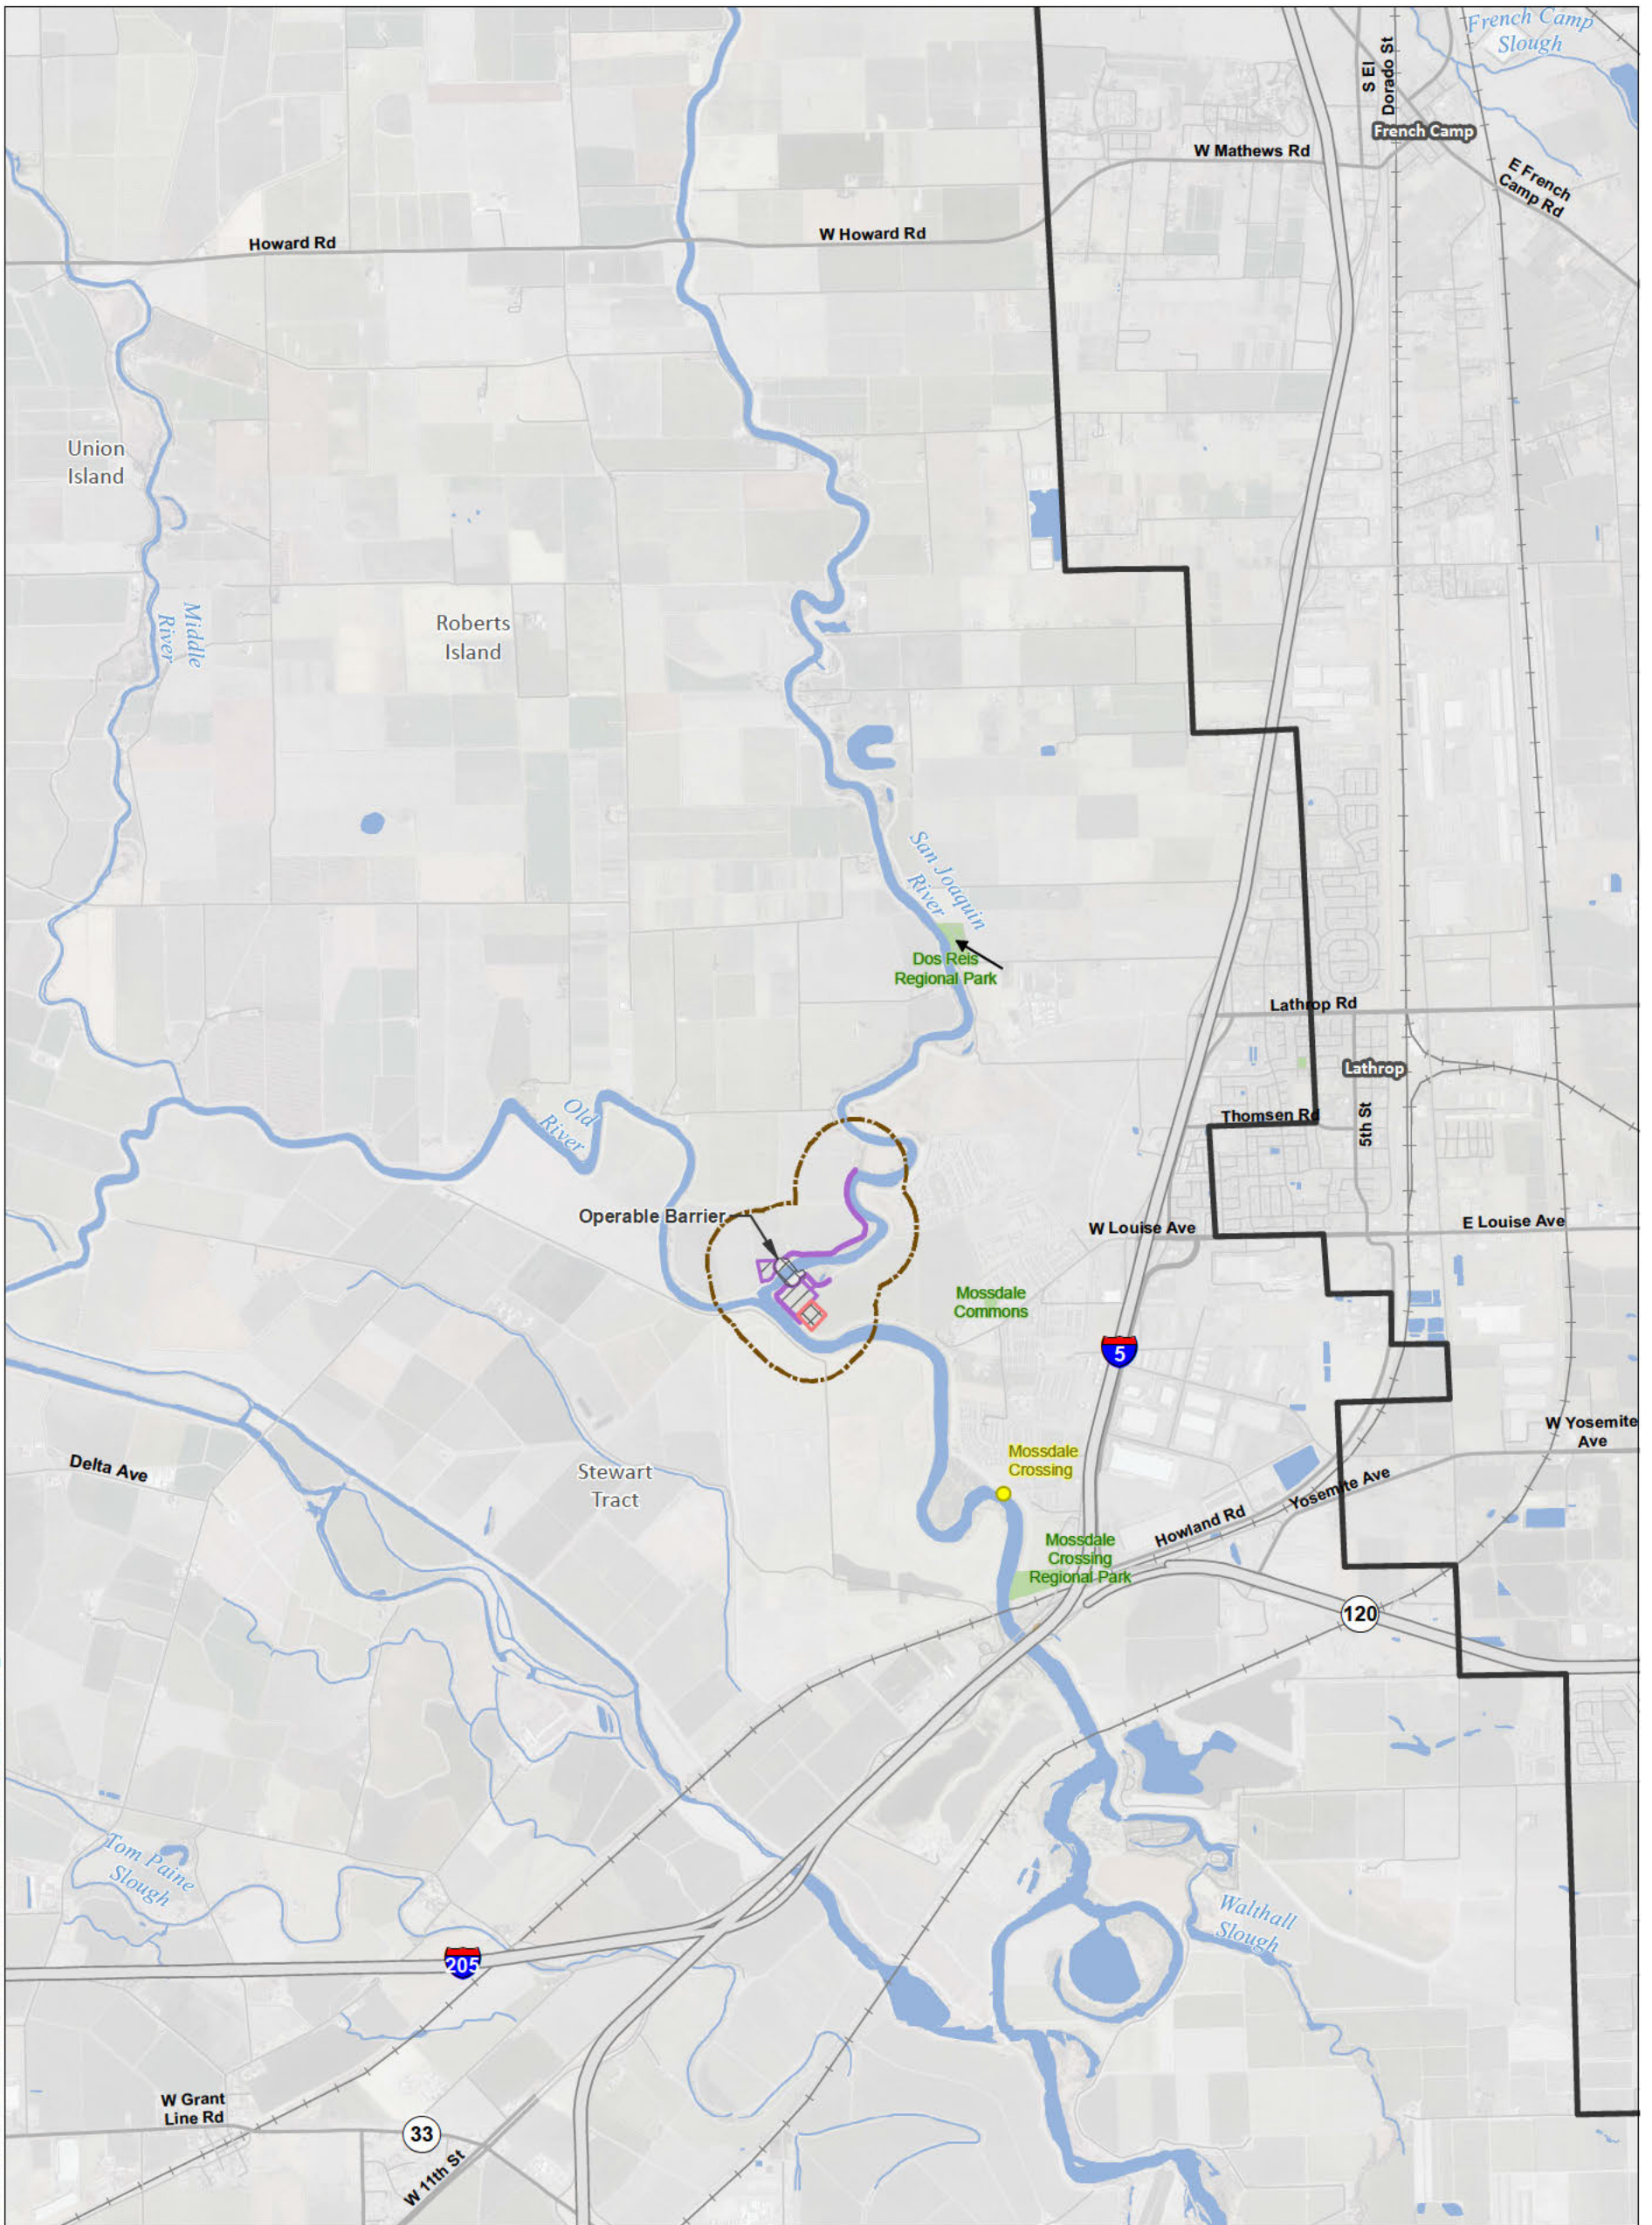 French Camp
Slough
S El
Dorado St
French Camp
W Mathews Rd
E French
Camp Rd
Howard Rd
W Howard Rd
Union
Island
Middle
River
Roberts
Island
San Joaquin
River
Dos Reis
Regional Park
Lathrop Rd
Lathrop
Old
River
Thomsen Rd
5th St
Operable Barrier
W Louise Ave
E Louise Ave
Mossdale
Commons
5
W Yosemite
Ave
Delta Ave
Stewart
Tract
Mossdale
Crossing
Yosemite Ave
Howland Rd
Mossdale
Crossing
Regional Park
120
Tom Paine
Slough
Walthall
Slough
205
W Grant
Line Rd
33
W 11th St